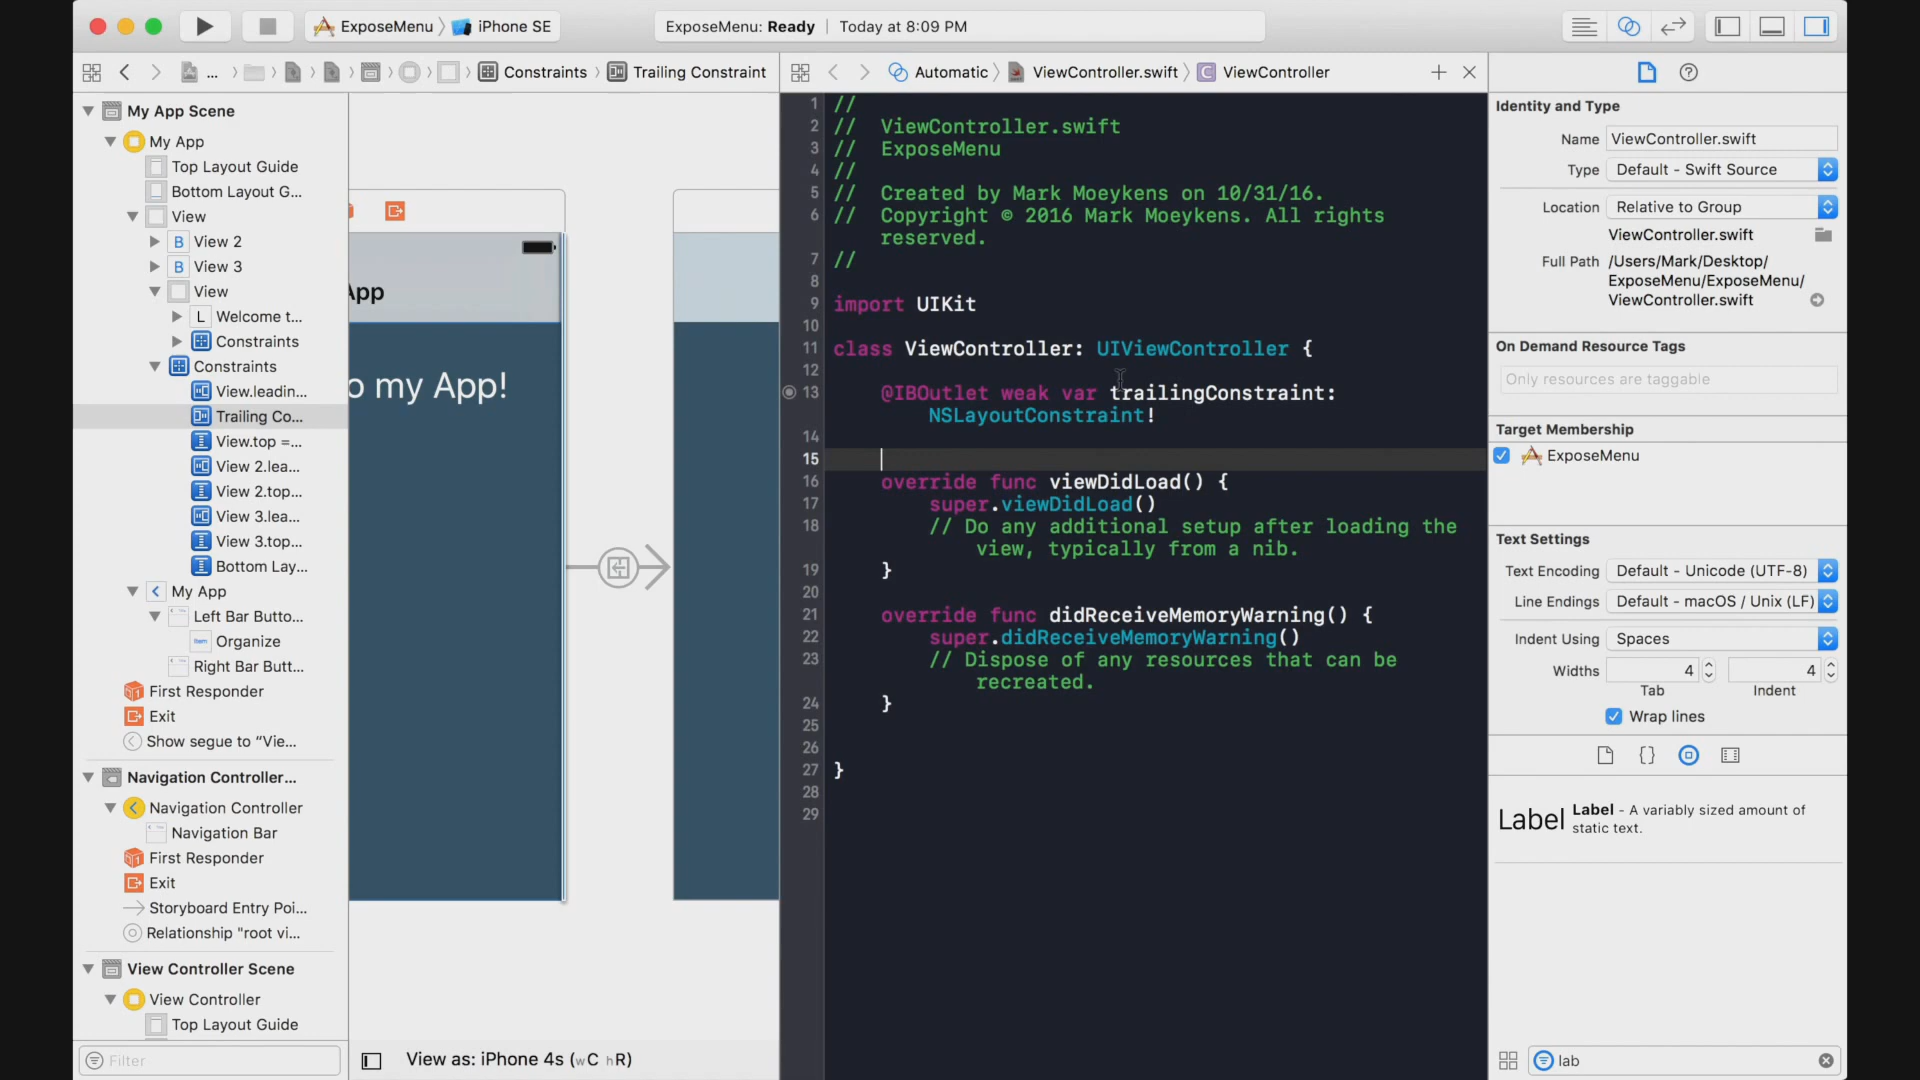 ExposeMenu
iPhone SE
ExposeMenu: Ready | Today at 8:09 PM
...
Constraints
Trailing Constraint
Automatic
ViewController.swift
C
ViewController
My App Scene
My App
Top Layout Guide
Bottom Layout G...
View
B View 2
B View 3
View
L Welcome t...
Constraints
Constraints
View.leadin...
Trailing Co...
View.top =...
View 2.lea...
View 2.top...
View 3.lea...
View 3.top...
Bottom Lay...
My App
Left Bar Butto...
Item Organize
Right Bar Butt...
First Responder
Exit
Show segue to “Vie...
Navigation Controller...
Navigation Controller
Navigation Bar
First Responder
Exit
Storyboard Entry Poi...
Relationship "root vi...
View Controller Scene
View Controller
Top Layout Guide
Filter
App
o my App!
View as: iPhone 4s (wC hR)
1 //
2 // ViewController.swift
3 // ExposeMenu
4 //
5 // Created by Mark Moeykens on 10/31/16.
6 // Copyright © 2016 Mark Moeykens. All rights
reserved.
7 //
8
9 import UIKit
10
11 class ViewController: UIViewController {
12
13 @IBOutlet weak var trailingConstraint:
NSLayoutConstraint!
14
15
16 override func viewDidLoad() {
17 super.viewDidLoad()
18 // Do any additional setup after loading the
view, typically from a nib.
19 }
20
21 override func didReceiveMemoryWarning() {
22 super.didReceiveMemoryWarning()
23 // Dispose of any resources that can be
recreated.
24 }
25
26
27 }
28
29
Identity and Type
Name ViewController.swift
Type Default - Swift Source
Location Relative to Group
ViewController.swift
Full Path /Users/Mark/Desktop/
ExposeMenu/ExposeMenu/
ViewController.swift
On Demand Resource Tags
Only resources are taggable
Target Membership
ExposeMenu
Text Settings
Text Encoding Default - Unicode (UTF-8)
Line Endings Default - macOS / Unix (LF)
Indent Using Spaces
Widths 4 4
Tab Indent
Wrap lines
{}
Label Label - A variably sized amount of
static text.
lab